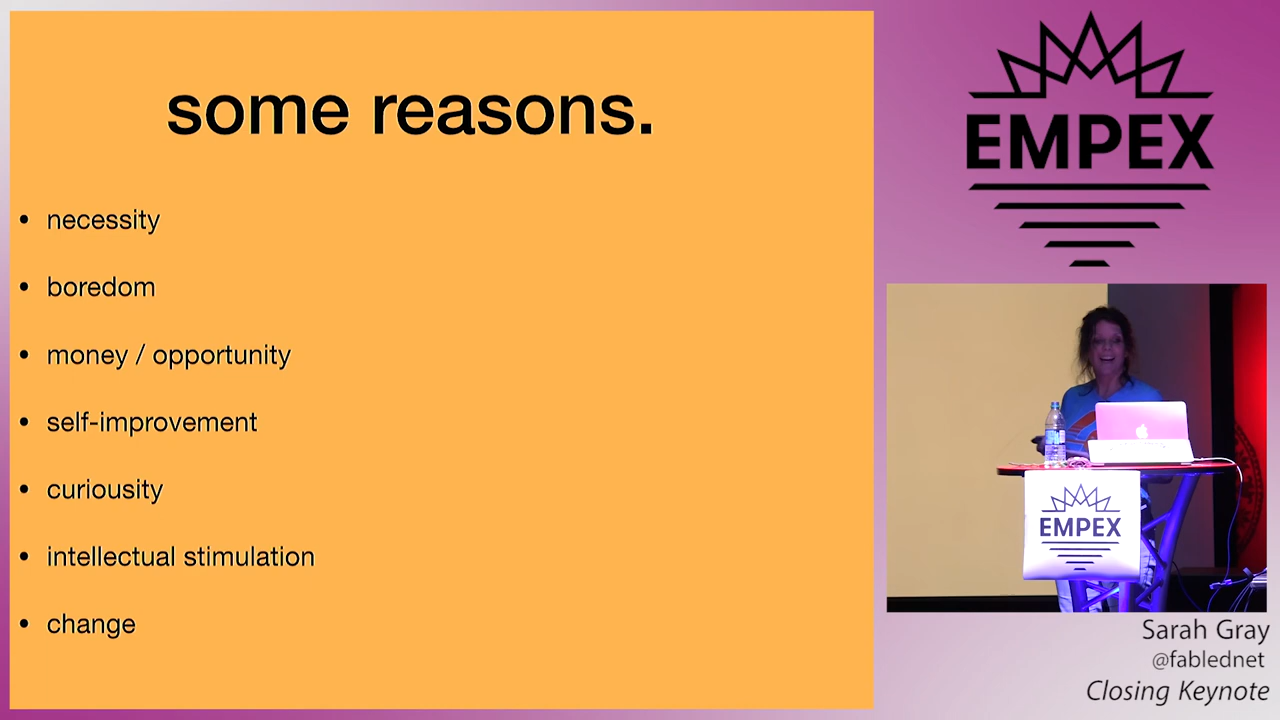 some reasons.
• necessity
• boredom
• money / opportunity
• self-improvement
• curiousity
• intellectual stimulation
• change
EMPEX
EMPEX
Sarah Gray
@fablednet
Closing Keynote